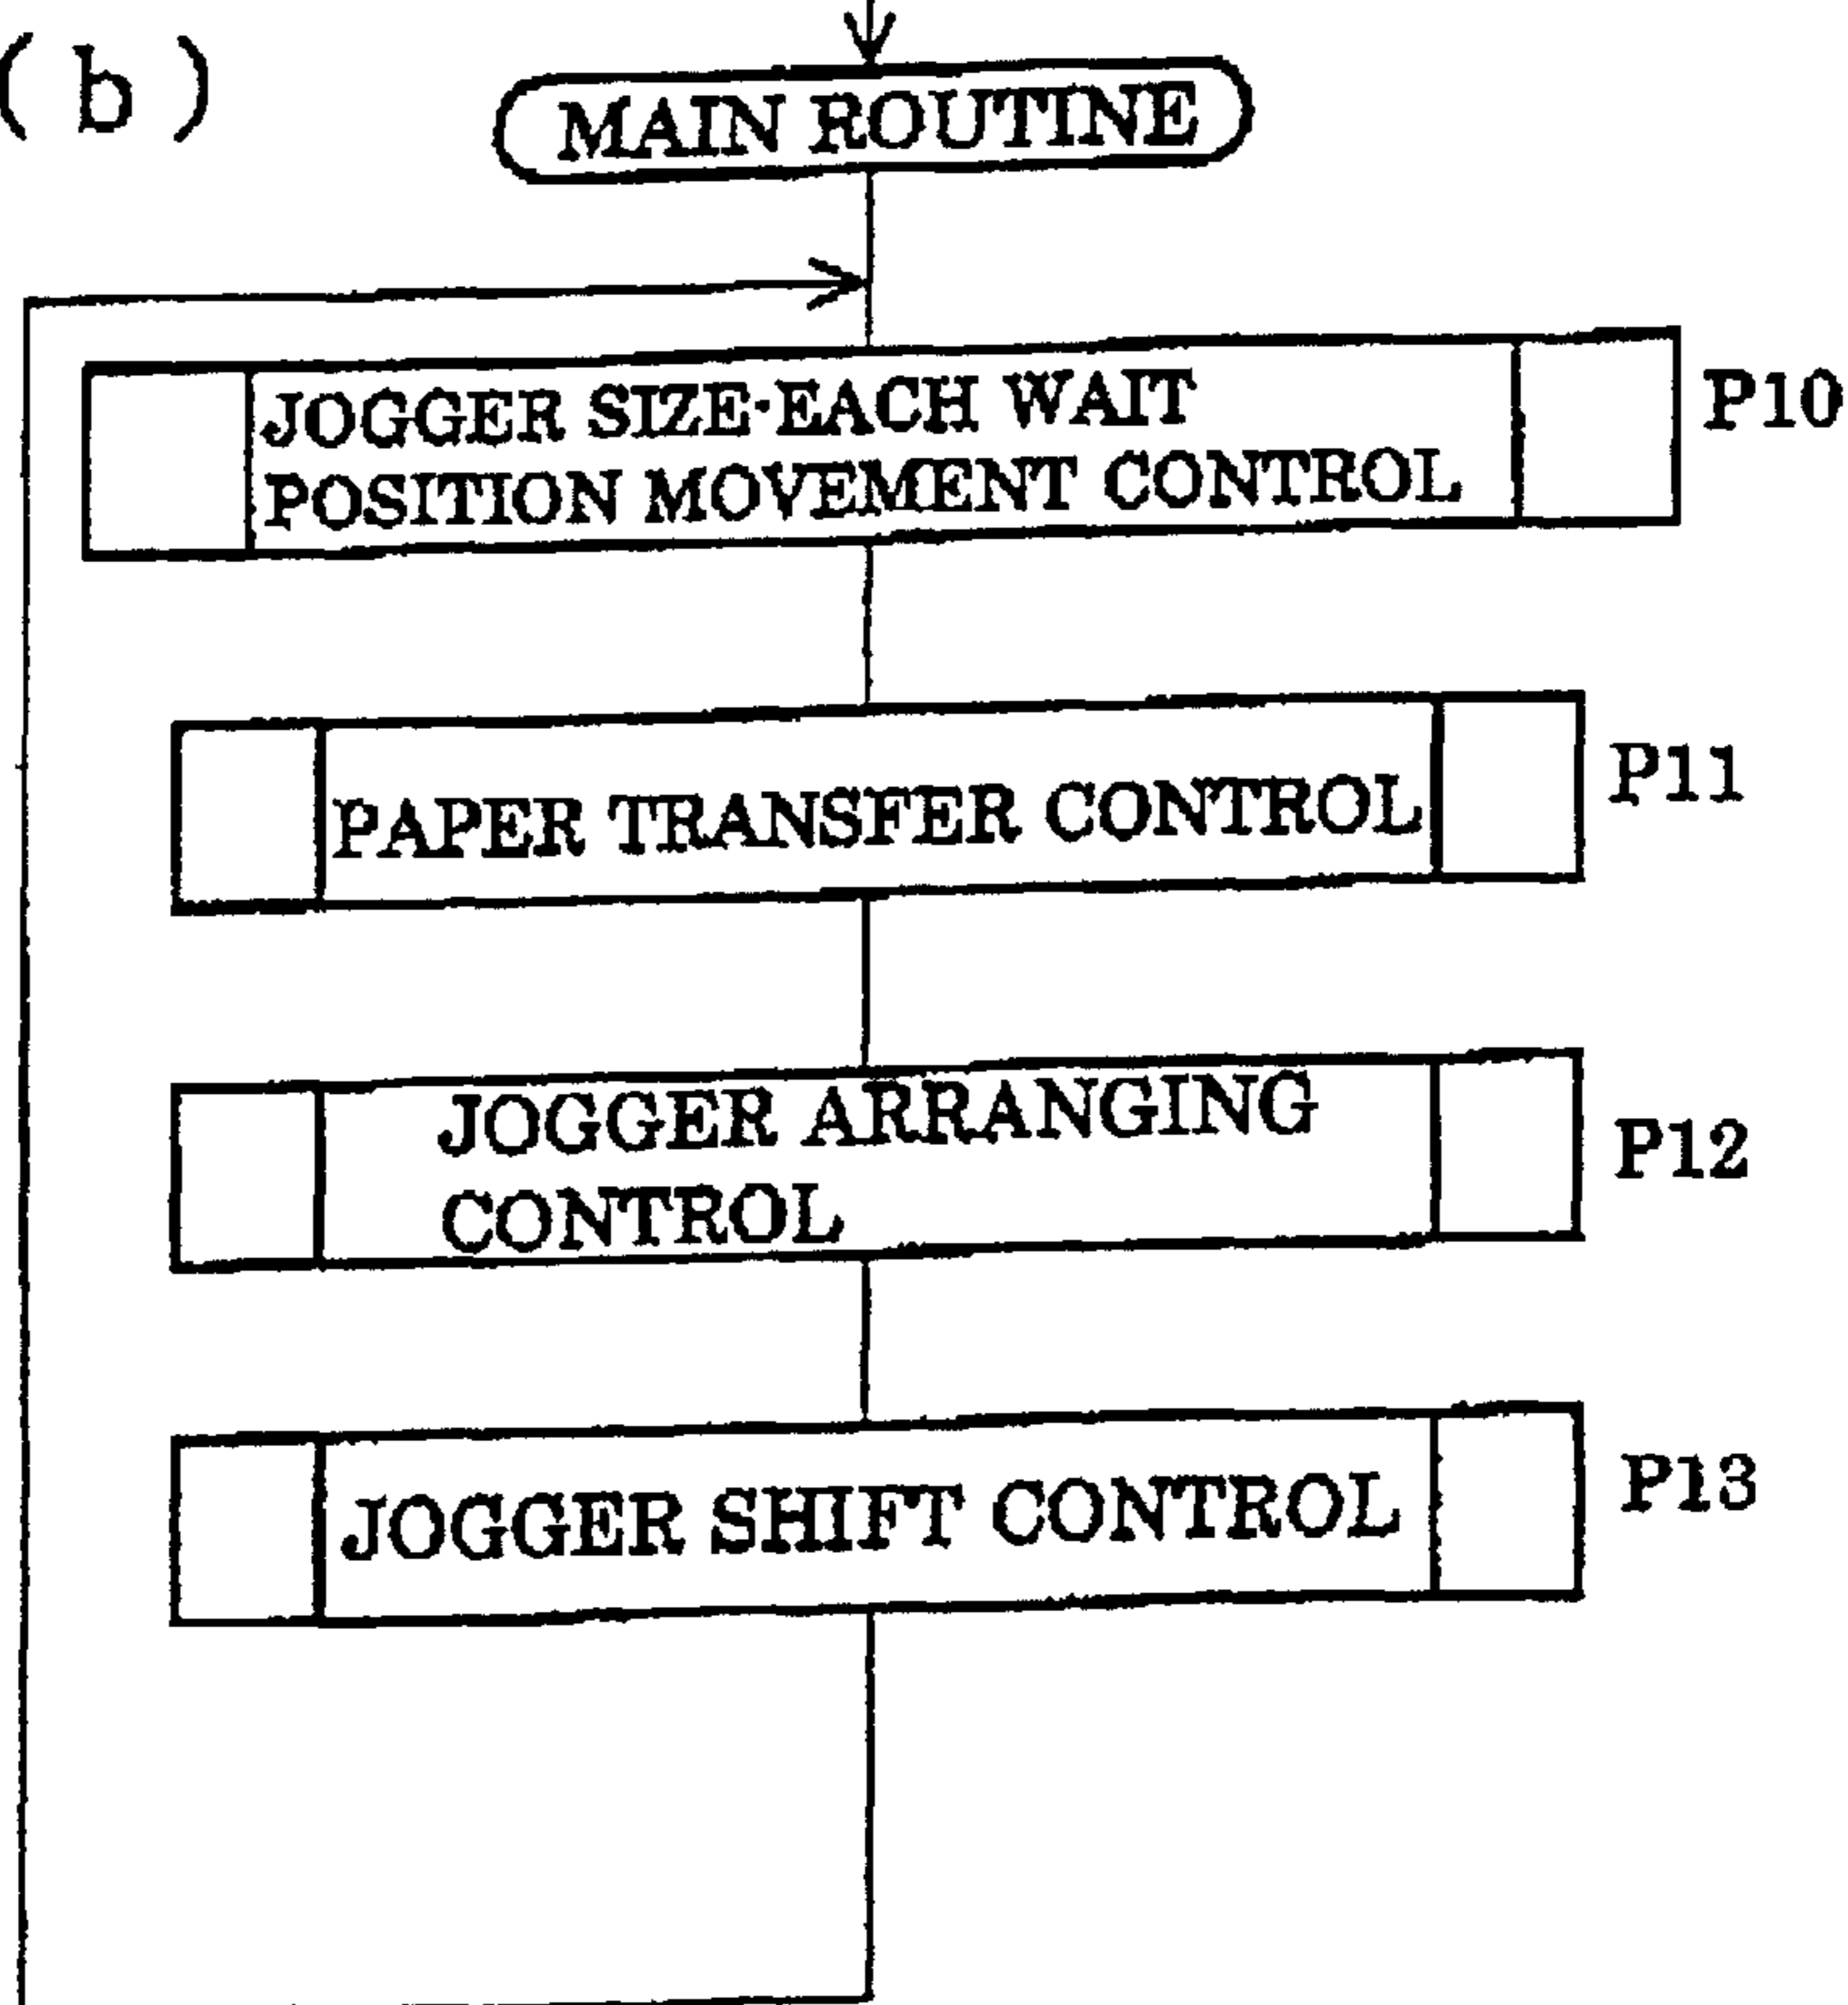 ( b )
MAIN ROUTINE
JOGGER SIZE-EACH WAIT
POSITION MOVEMENT CONTROL
P10
PAPER TRANSFER CONTROL
P11
JOGGER ARRANGING
CONTROL
P12
JOGGER SHIFT CONTROL
P13